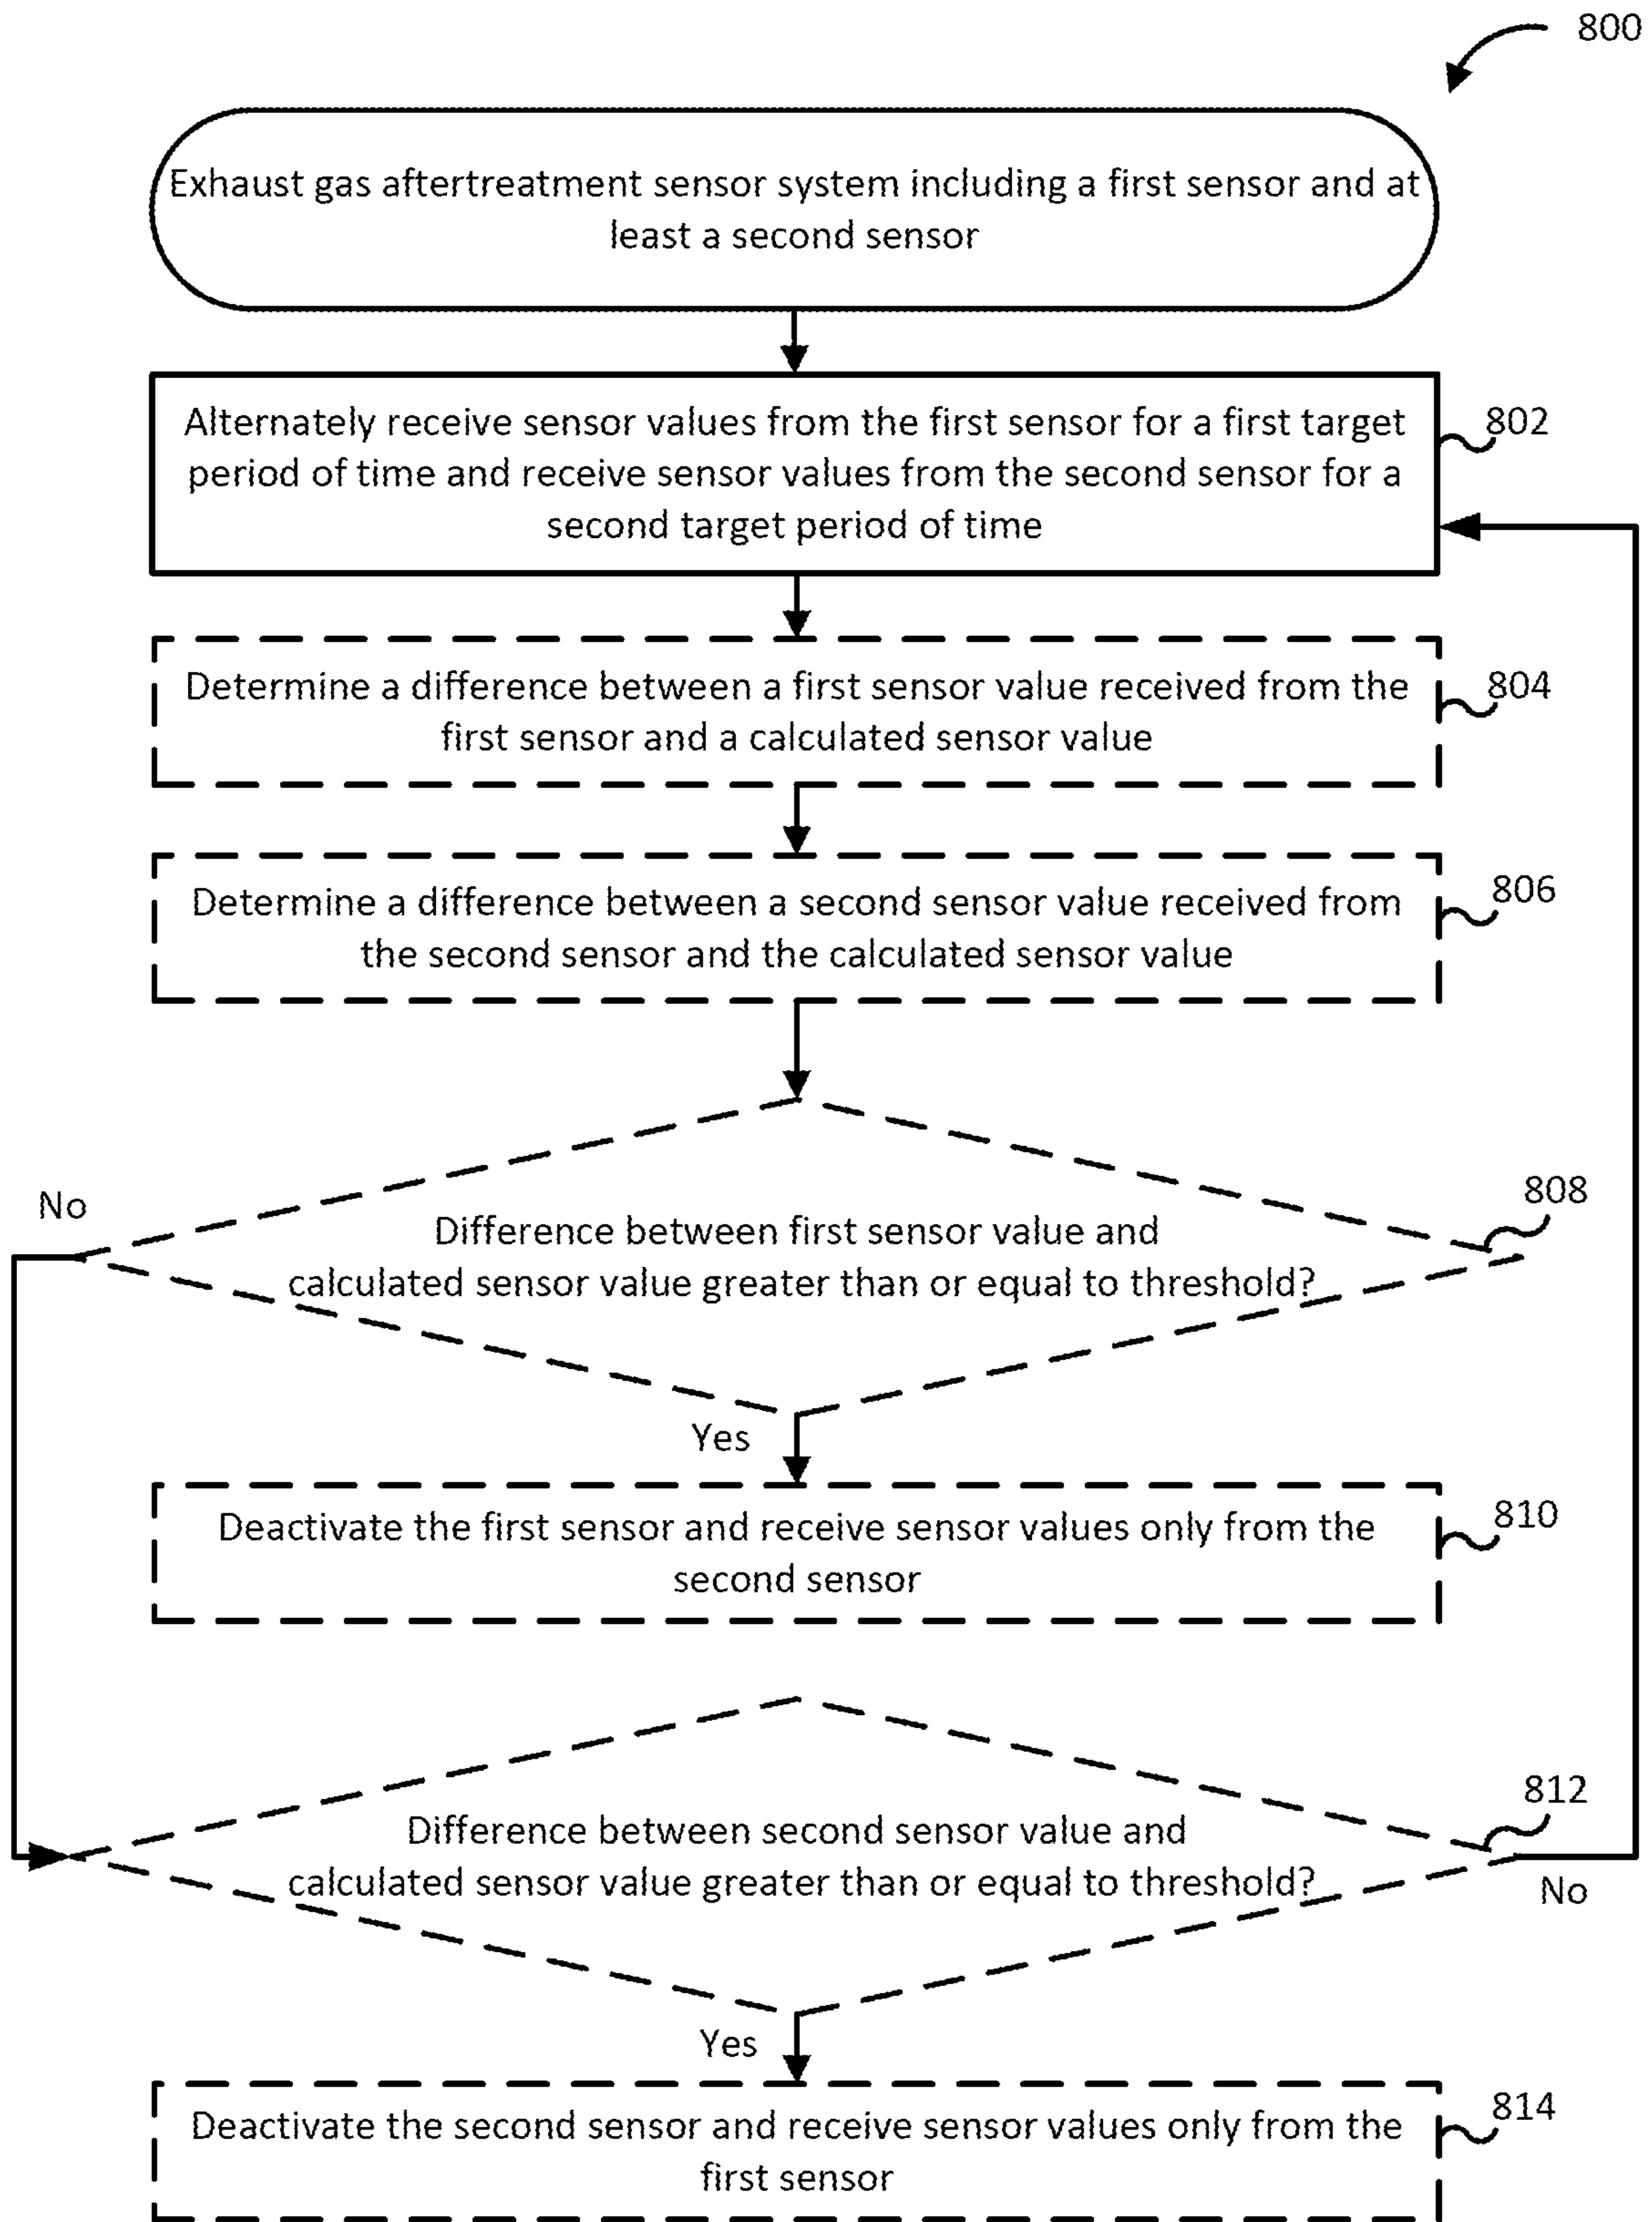 800
Exhaust gas aftertreatment sensor system including a first sensor and at
least a second sensor
Alternately receive sensor values from the first sensor for a first target
period of time and receive sensor values from the second sensor for a
second target period of time
802
Determine a difference between a first sensor value received from the
first sensor and a calculated sensor value
804
Determine a difference between a second sensor value received from
the second sensor and the calculated sensor value
806
No
808
Difference between first sensor value and
calculated sensor value greater than or equal to threshold?
Yes
Deactivate the first sensor and receive sensor values only from the
second sensor
810
812
Difference between second sensor value and
calculated sensor value greater than or equal to threshold?
No
Yes
Deactivate the second sensor and receive sensor values only from the
first sensor
814